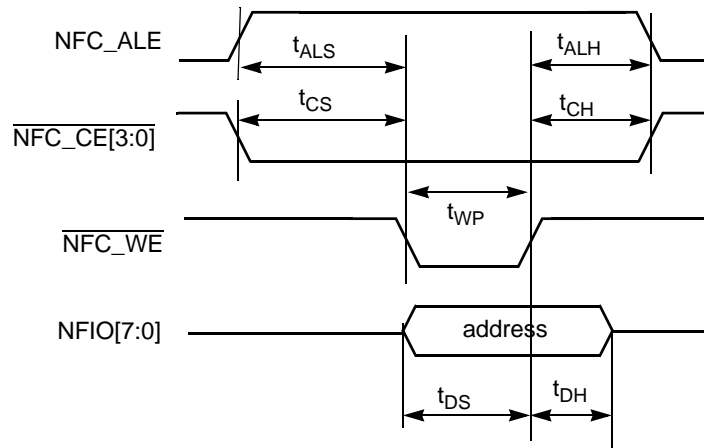 NFC_ALE
tALS
tALH
tCS
tCH
NFC_CE[3:0]
tWP
NFC_WE
NFIO[7:0]
address
tDS
tDH